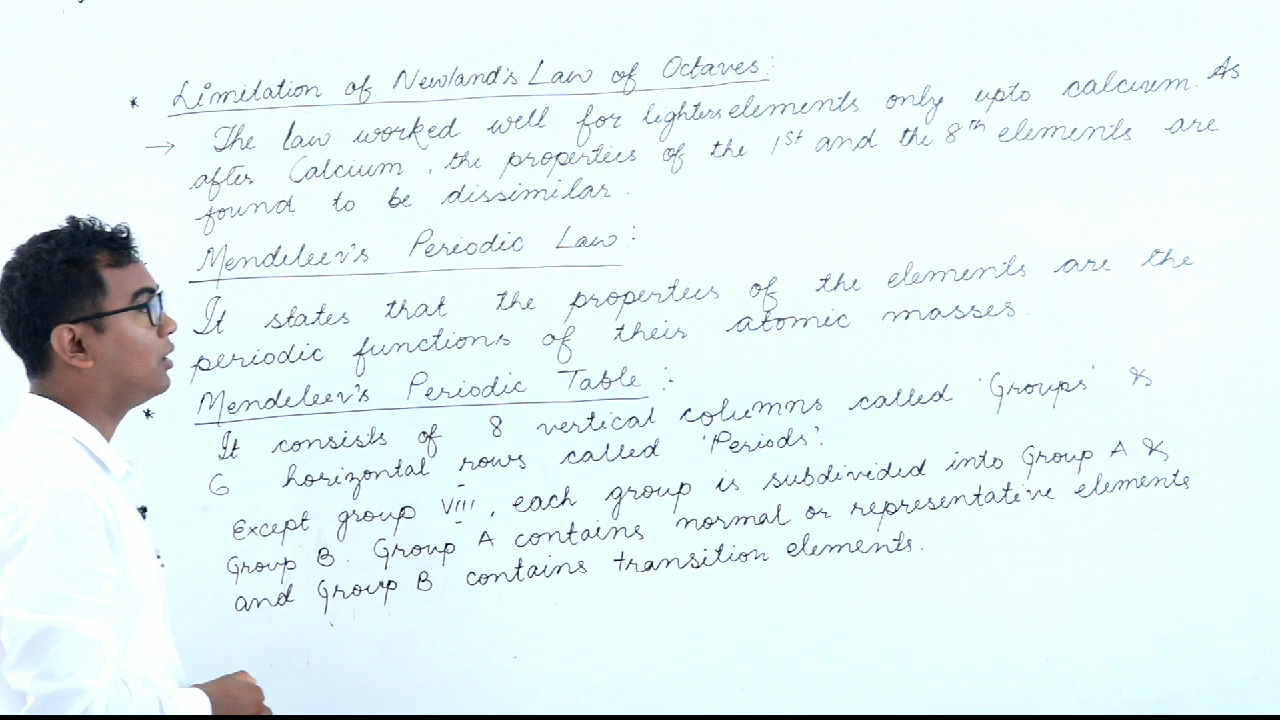 * Limitation of Newland's Law of Octaves:
→ The law worked well for lighters elements only upto calcium. As
after Calcium, the properties of the 1st and the 8th elements are
found to be dissimilar.
Mendeleev's Periodic Law:
It states that the properties of the elements are the
periodic functions of their atomic masses.
* Mendeleev's Periodic Table :-
It consists of 8 vertical columns called 'Groups' &
6 horizontal rows called 'Periods'.
Except group VIII, each group is subdivided into Group A &
Group B. Group A contains normal or representative elements
and Group B contains transition elements.